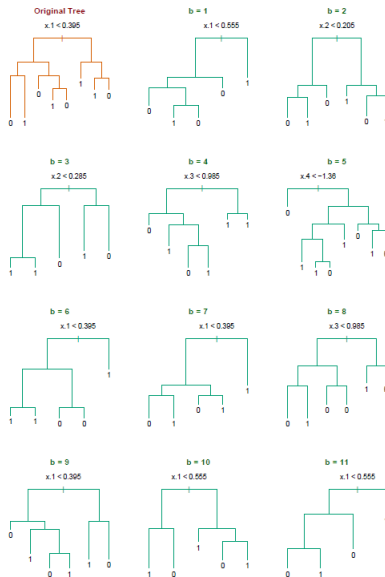 Original Tree
x.1 < 0.395
0 1
0
1 0
1
1 0
b = 1
x.1 < 0.555
0
0
1 0
1
b = 2
x.2 < 0.205
0 1
0
1
0
b = 3
x.2 < 0.285
1 1
0
1 0
b = 4
x.3 < 0.985
0
1
0 1
1 1
b = 5
x.4 < −1.36
0
1
1 0
1
0
b = 6
x.1 < 0.395
1 1
0 0
1
b = 7
x.1 < 0.395
0 1
0 1
1
b = 8
x.3 < 0.985
0 1
0 0
1
b = 9
x.1 < 0.395
0
1
0 1
1 0
b = 10
x.1 < 0.555
1 0
1
0 1
b = 11
x.1 < 0.555
0 1
0